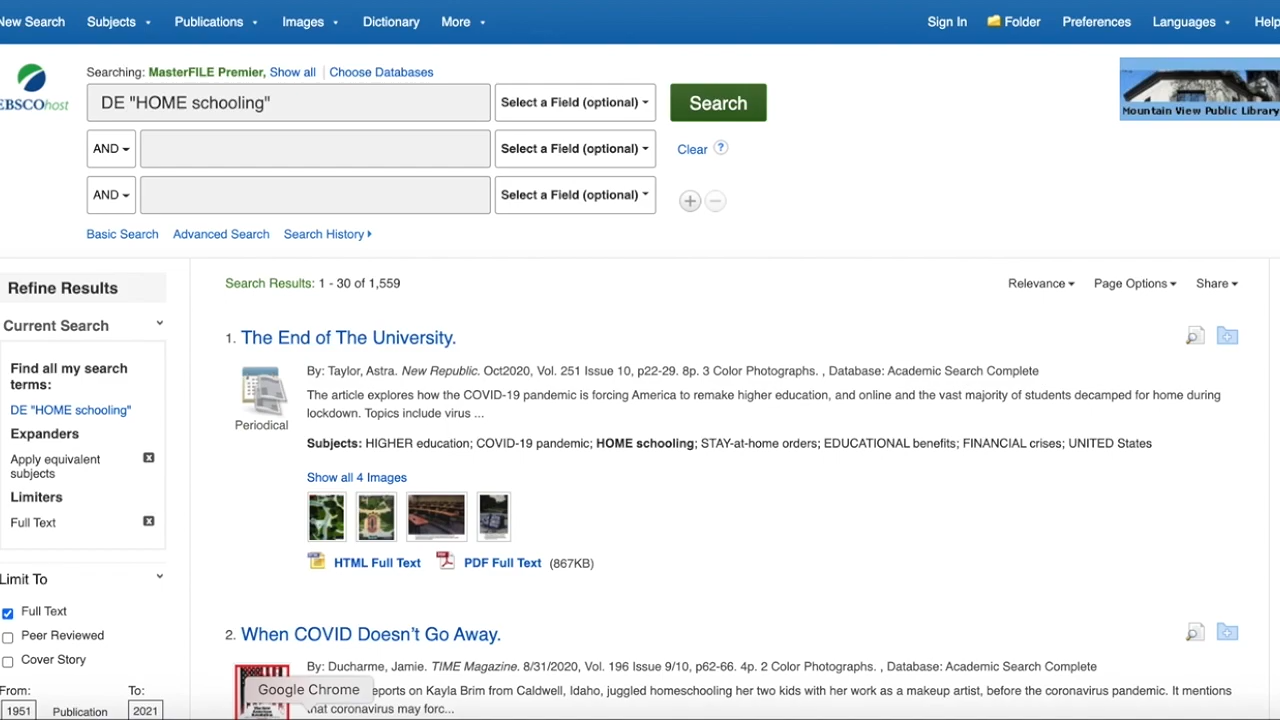 New Search Subjects Publications Images Dictionary More Sign In Folder Preferences Languages Help
EBSCOhost
Searching: MasterFILE Premier, Show all Choose Databases
DE "HOME schooling" Select a Field (optional) Search
Mountain View Public Library
AND Select a Field (optional) Clear ?
AND Select a Field (optional)
Basic Search Advanced Search Search History
Refine Results
Current Search
Find all my search
terms:
DE "HOME schooling"
Expanders
Apply equivalent
subjects
Limiters
Full Text
Limit To
Full Text
Peer Reviewed
Cover Story
From: To:
1951 Publication 2021
Search Results: 1 - 30 of 1,559 Relevance Page Options Share
1. The End of The University.
Periodical
By: Taylor, Astra. New Republic. Oct2020, Vol. 251 Issue 10, p22-29. 8p. 3 Color Photographs. , Database: Academic Search Complete
The article explores how the COVID-19 pandemic is forcing America to remake higher education, and online and the vast majority of students decamped for home during
lockdown. Topics include virus ...
Subjects: HIGHER education; COVID-19 pandemic; HOME schooling; STAY-at-home orders; EDUCATIONAL benefits; FINANCIAL crises; UNITED States
Show all 4 Images
HTML Full Text PDF Full Text (867KB)
2. When COVID Doesn't Go Away.
By: Ducharme, Jamie. TIME Magazine. 8/31/2020, Vol. 196 Issue 9/10, p62-66. 4p. 2 Color Photographs. , Database: Academic Search Complete
Google Chrome
eports on Kayla Brim from Caldwell, Idaho, juggled homeschooling her two kids with her work as a makeup artist, before the coronavirus pandemic. It mentions
that coronavirus may forc...